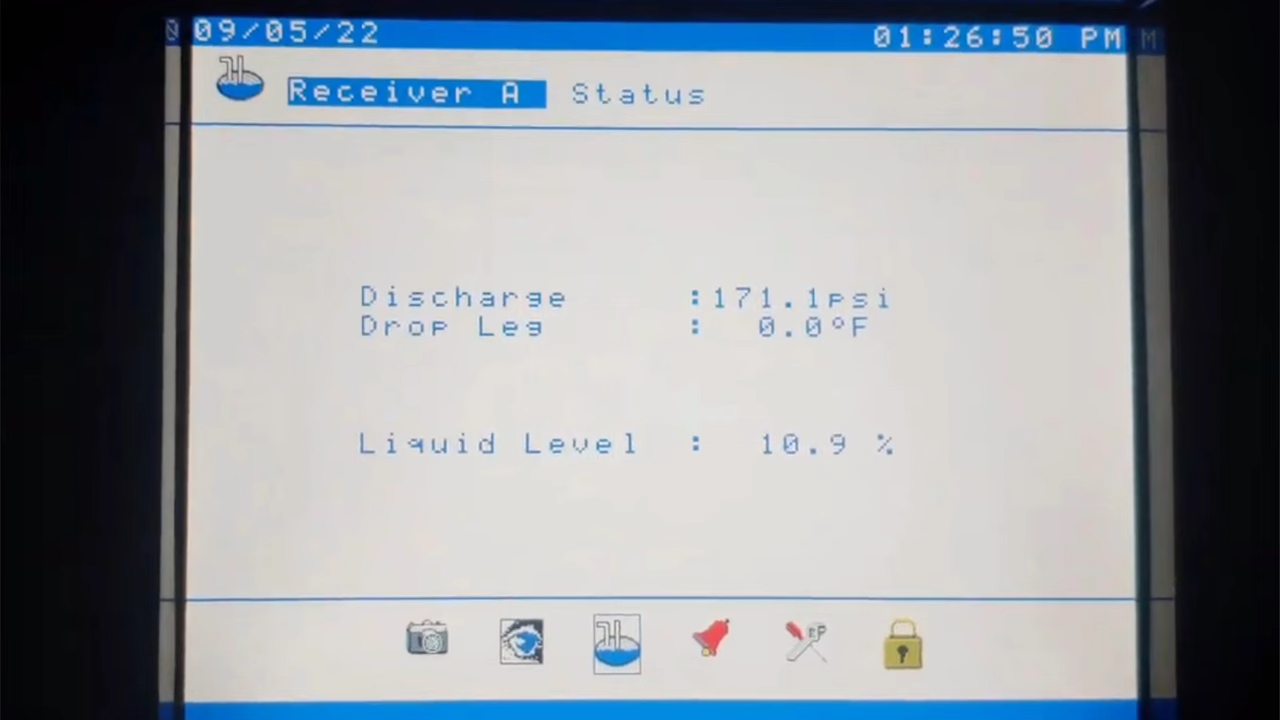 09/05/22 01:26:50 PM
Receiver A Status
Discharge :171.1psi
Drop Leg : 0.0°F
Liquid Level : 10.9 %